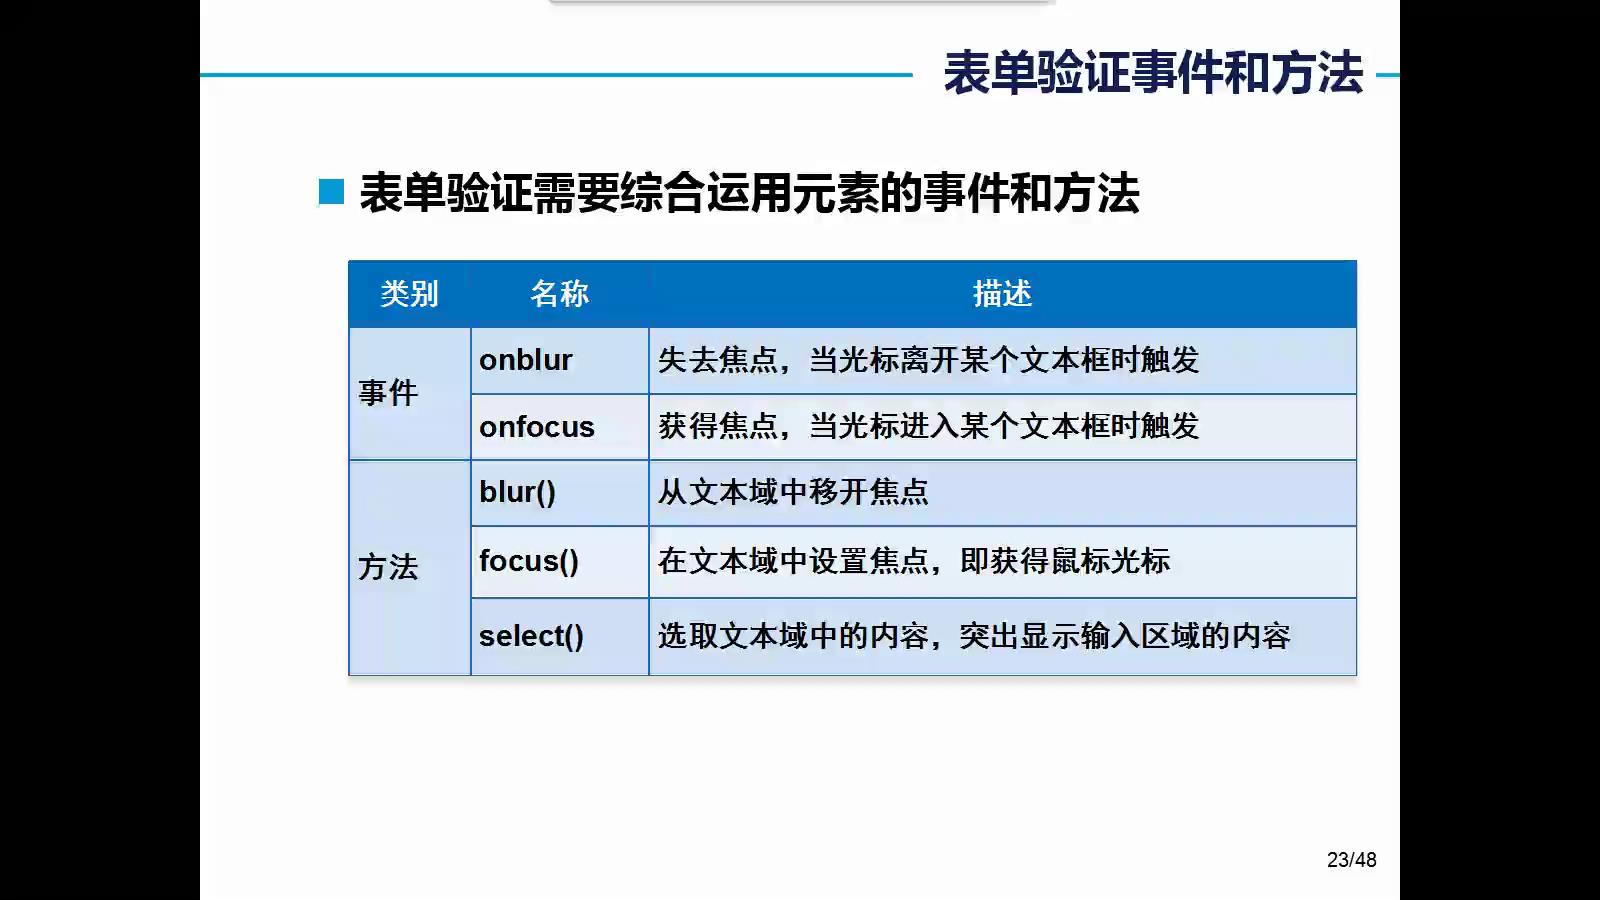 表单验证事件和方法
表单验证需要综合运用元素的事件和方法
类别 名称 描述
事件
onblur 失去焦点，当光标离开某个文本框时触发
onfocus 获得焦点，当光标进入某个文本框时触发
方法
blur() 从文本域中移开焦点
focus() 在文本域中设置焦点，即获得鼠标光标
select() 选取文本域中的内容，突出显示输入区域的内容
23/48